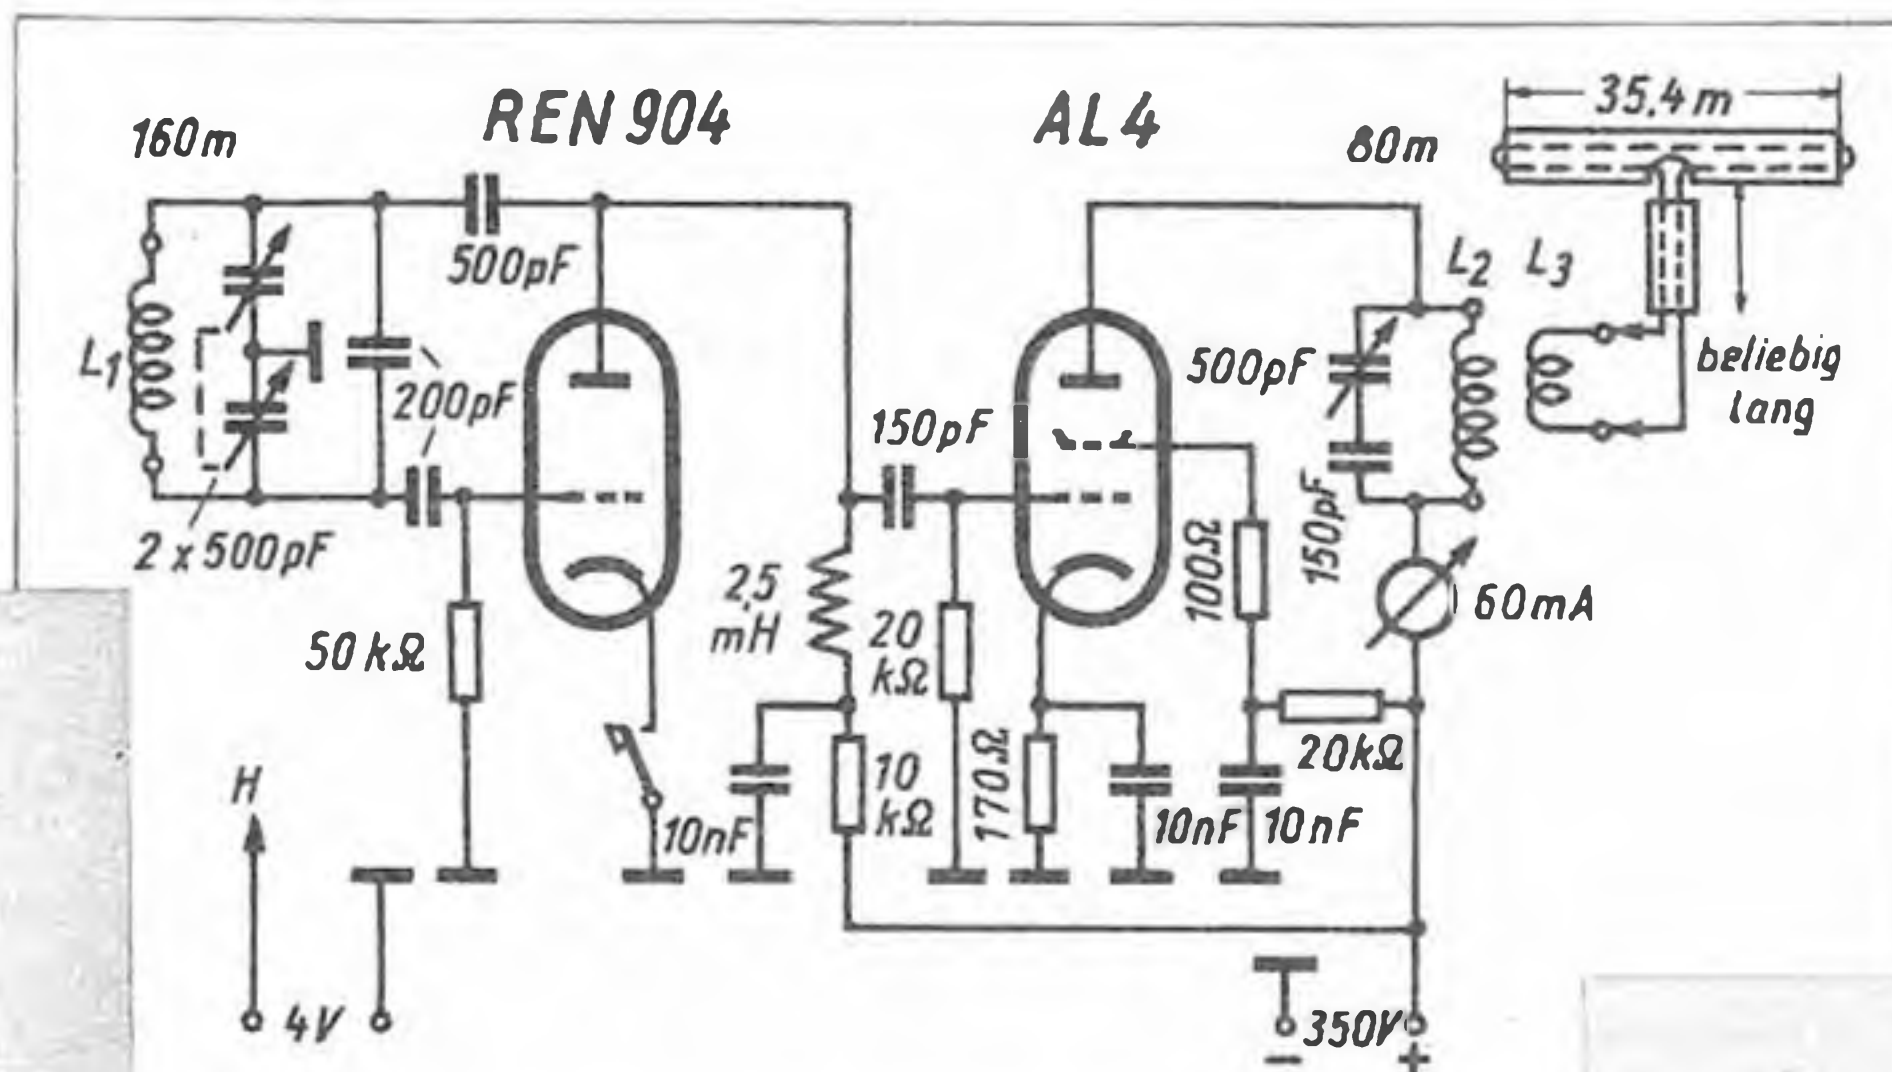 160m
REN 904
AL 4
80m
35,4 m
500pF
L1
200pF
2 x 500pF
50 kΩ
2,5
mH
150pF
20
kΩ
10
kΩ
10nF
170Ω
10nF
10nF
100Ω
20kΩ
500pF
150pF
L2
L3
60mA
beliebig
lang
H
4V
350V
− +